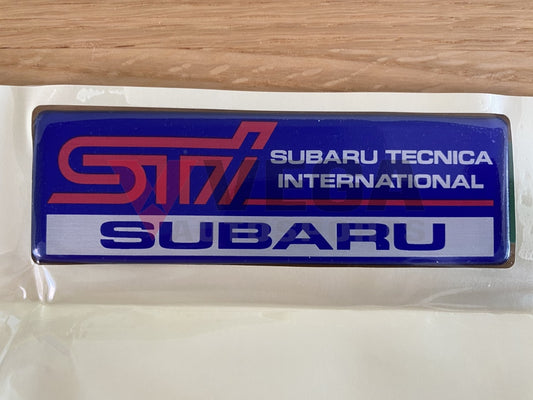 STI
SUBARU TECNICA
INTERNATIONAL
SUBARU